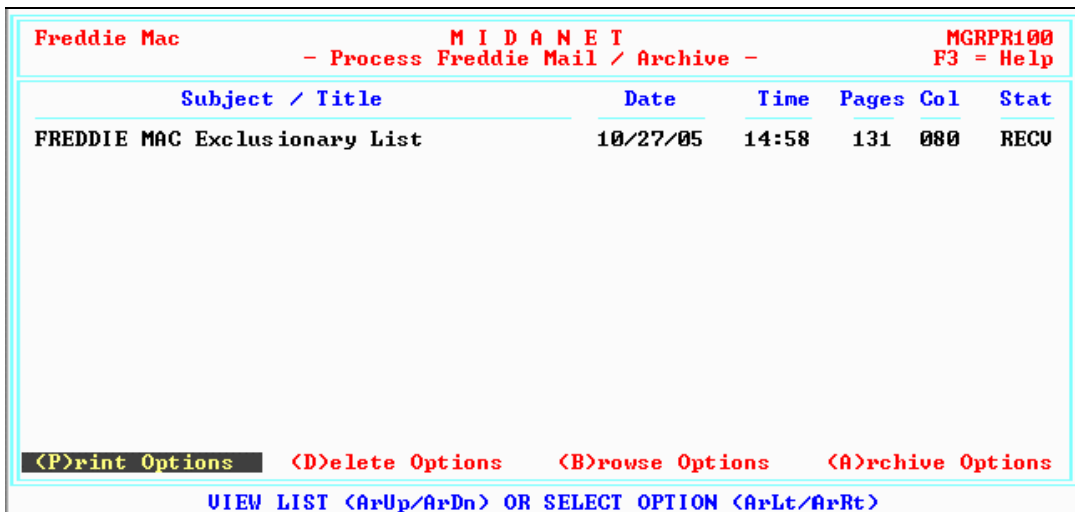 Freddie Mac M I D A N E T MGRPR100
- Process Freddie Mail / Archive - F3 = Help
Subject / Title Date Time Pages Col Stat
FREDDIE MAC Exclusionary List 10/27/05 14:58 131 080 RECV
(P)rint Options (D)elete Options (B)rowse Options (A)rchive Options
VIEW LIST (ArUp/ArDn) OR SELECT OPTION (ArLt/ArRt)